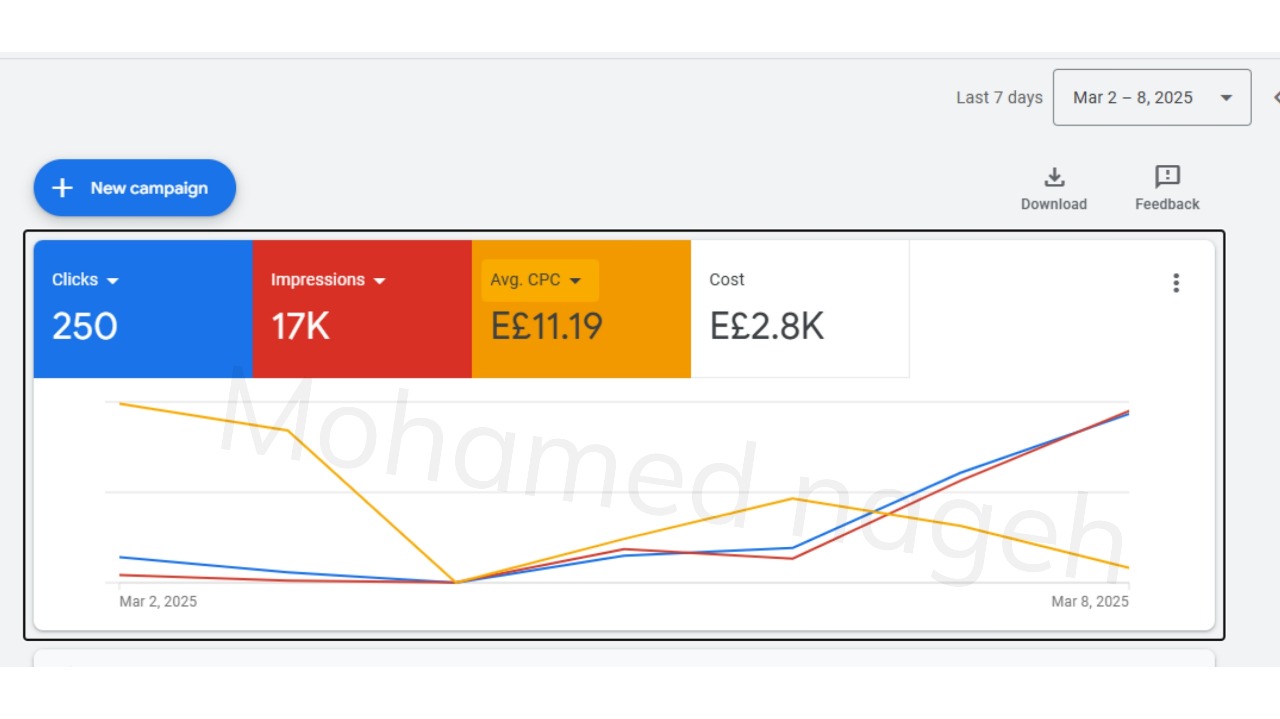 Last 7 days Mar 2 – 8, 2025
+ New campaign
Download Feedback
Clicks Impressions Avg. CPC Cost
250 17K E£11.19 E£2.8K
Mohamed nageh
Mar 2, 2025 Mar 8, 2025